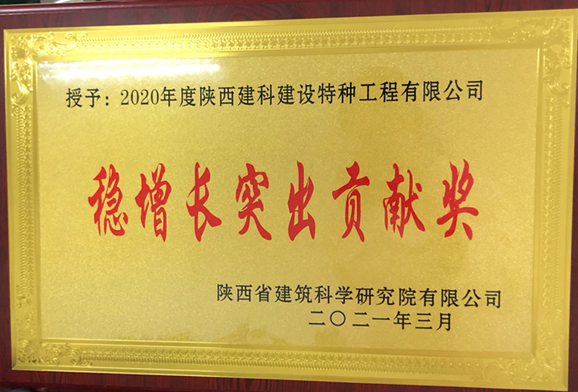 授予：2020年度陕西建科建设特种工程有限公司
稳增长突出贡献奖
陕西省建筑科学研究院有限公司
二〇二一年三月